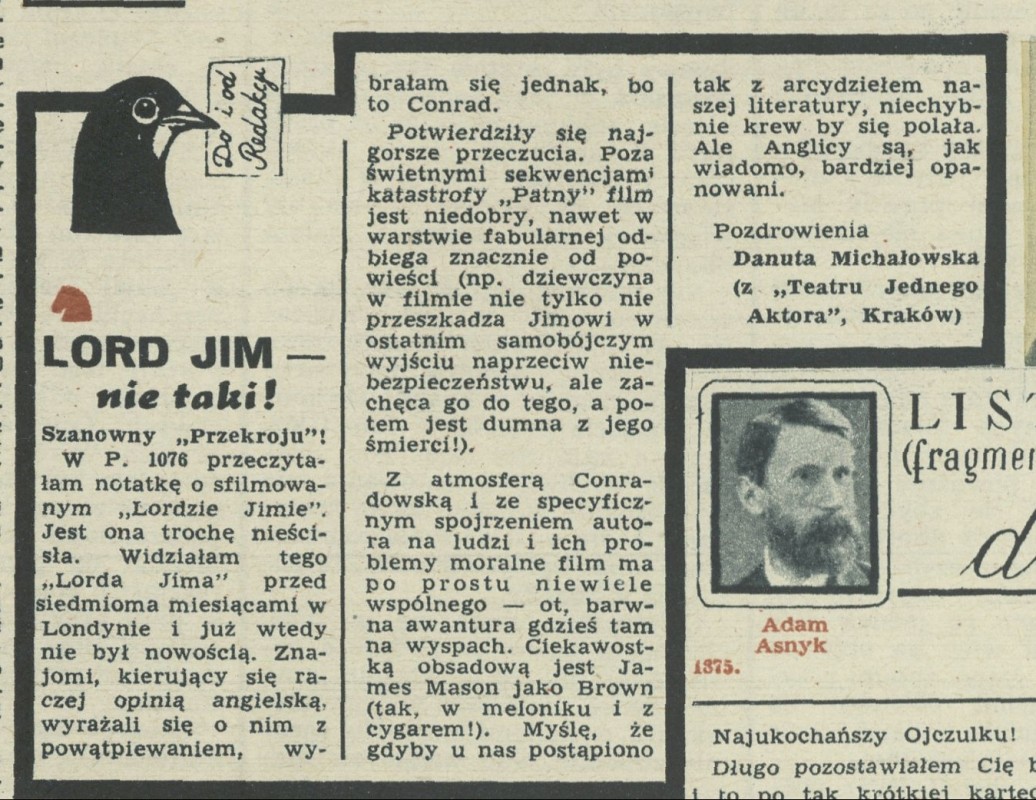 Do i od
Redakcji
LORD JIM —
nie taki!
Szanowny „Przekroju"!
W P. 1076 przeczyta-
łam notatkę o sfilmowa-
nym „Lordzie Jimie".
Jest ona trochę nieści-
sła. Widziałam tego
„Lorda Jima" przed
siedmioma miesiącami w
Londynie i już wtedy
nie był nowością. Zna-
jomi, kierujący się ra-
czej opinią angielską,
wyrażali się o nim z
powątpiewaniem, wy-
brałam się jednak, bo
to Conrad.
Potwierdziły się naj-
gorsze przeczucia. Poza
świetnymi sekwencjami
katastrofy „Patny" film
jest niedobry, nawet w
warstwie fabularnej od-
biega znacznie od po-
wieści (np. dziewczyna
w filmie nie tylko nie
przeszkadza Jimowi w
ostatnim samobójczym
wyjściu naprzeciw nie-
bezpieczeństwu, ale za-
chęca go do tego, a po-
tem jest dumna z jego
śmierci!).
Z atmosferą Conra-
dowską i ze specyficz-
nym spojrzeniem auto-
ra na ludzi i ich pro-
blemy moralne film ma
po prostu niewiele
wspólnego — ot, barw-
na awantura gdzieś tam
na wyspach. Ciekawost-
ką obsadową jest Ja-
mes Mason jako Brown
(tak, w meloniku i z
cygarem!). Myślę, że
gdyby u nas postąpiono
tak z arcydziełem na-
szej literatury, niechyb-
nie krew by się polała.
Ale Anglicy są, jak
wiadomo, bardziej opa-
nowani.
Pozdrowienia
Danuta Michałowska
(z „Teatru Jednego
Aktora", Kraków)
LIS
(fragmen
d
Adam
Asnyk
1875.
Najukochańszy Ojczulku!
Długo pozostawiałem Cię b
i to po tak krótkiej kartec